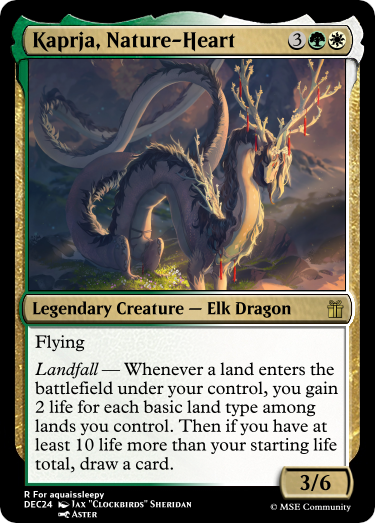 Kaprja, Nature-Heart 3
Legendary Creature — Elk Dragon
Flying
Landfall — Whenever a land enters the
battlefield under your control, you gain
2 life for each basic land type among
lands you control. Then if you have at
least 10 life more than your starting life
total, draw a card.
3/6
R For aquaissleepy
DEC24 Jax "Clockbirds" Sheridan
Aster
© MSE Community